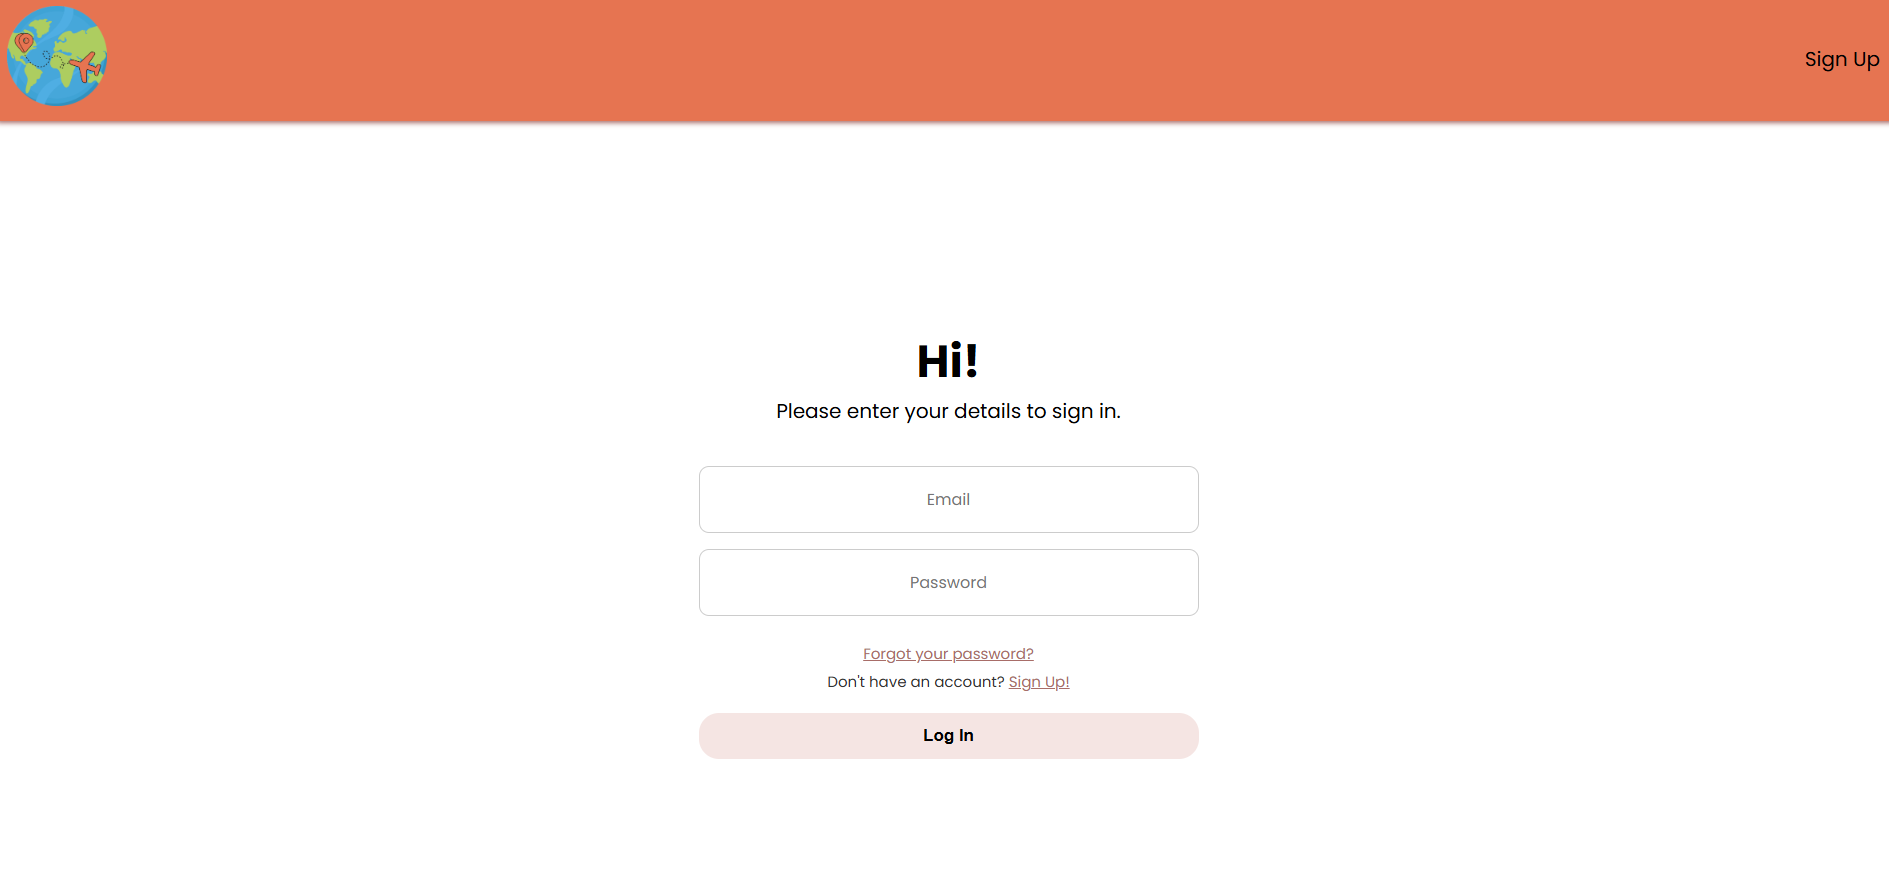 Sign Up
Hi!
Please enter your details to sign in.
Email
Password
Forgot your password?
Don't have an account? Sign Up!
Log In